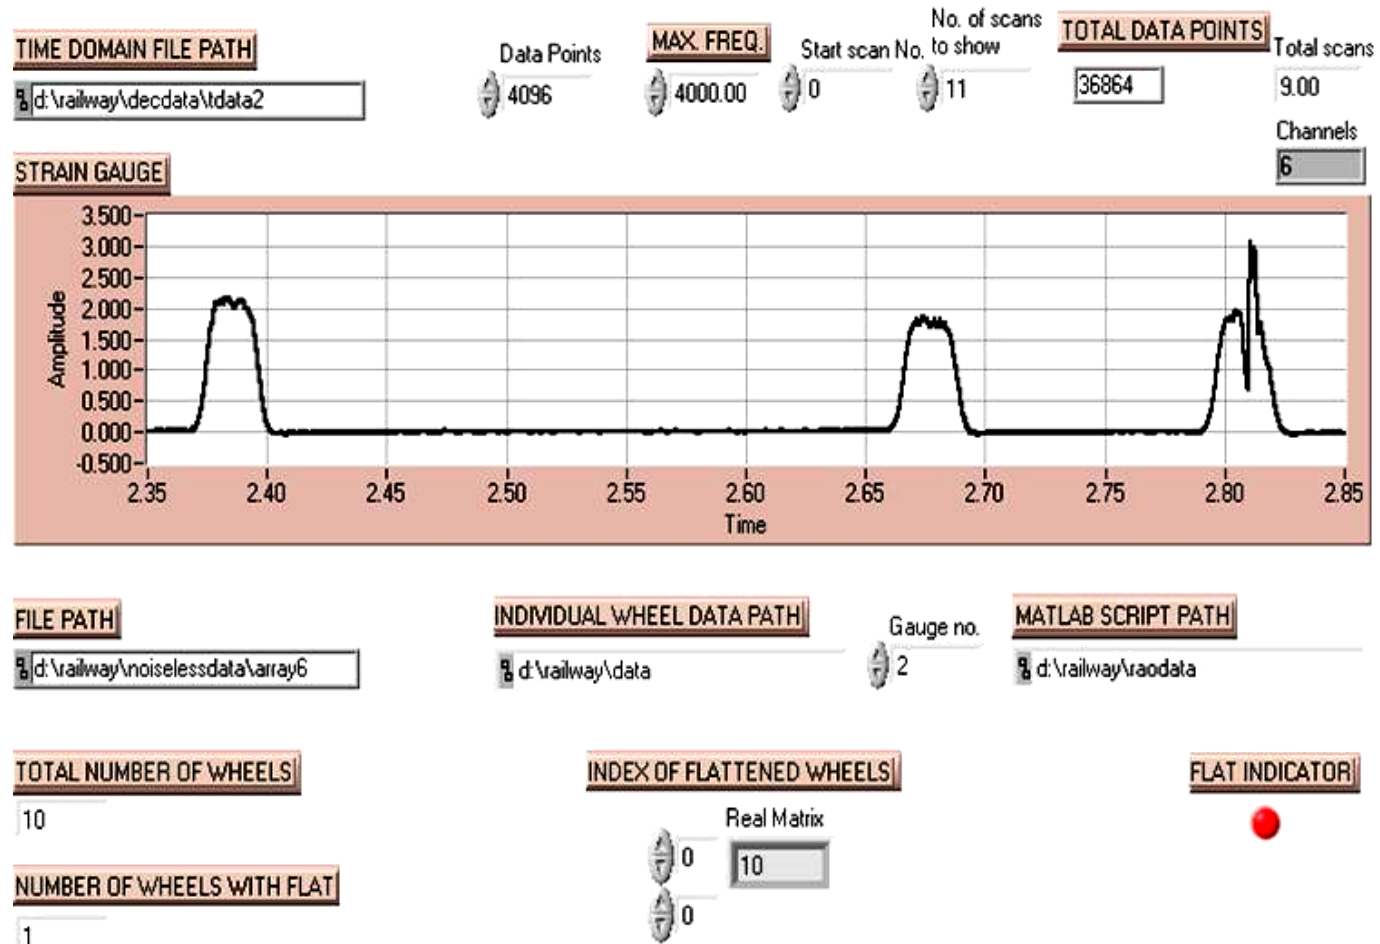 TIME DOMAIN FILE PATH
d:\railway\decdata\tdata2
Data Points
4096
MAX. FREQ.
4000.00
Start scan No.
0
No. of scans
to show
11
TOTAL DATA POINTS
36864
Total scans
9.00
Channels
6
STRAIN GAUGE
Amplitude
3.500
3.000
2.500
2.000
1.500
1.000
0.500
0.000
-0.500
2.35 2.40 2.45 2.50 2.55 2.60 2.65 2.70 2.75 2.80 2.85
Time
FILE PATH
d:\railway\noiselessdata\array6
INDIVIDUAL WHEEL DATA PATH
d:\railway\data
Gauge no.
2
MATLAB SCRIPT PATH
d:\railway\raodata
TOTAL NUMBER OF WHEELS
10
INDEX OF FLATTENED WHEELS
Real Matrix
0
10
0
FLAT INDICATOR
NUMBER OF WHEELS WITH FLAT
1